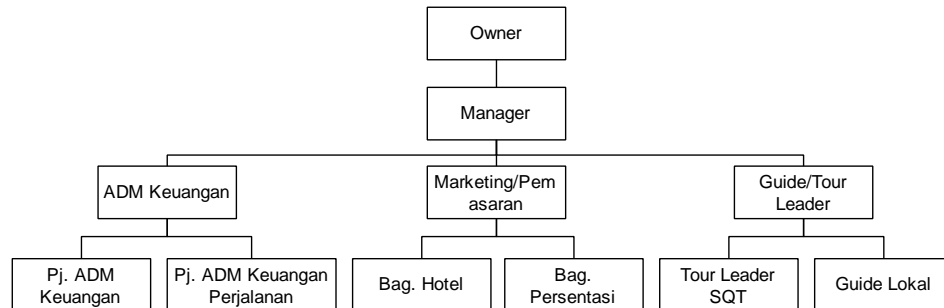 Owner
Manager
ADM Keuangan
Marketing/Pem
asaran
Guide/Tour
Leader
Pj. ADM
Keuangan
Pj. ADM Keuangan
Perjalanan
Bag. Hotel
Bag.
Persentasi
Tour Leader
SQT
Guide Lokal